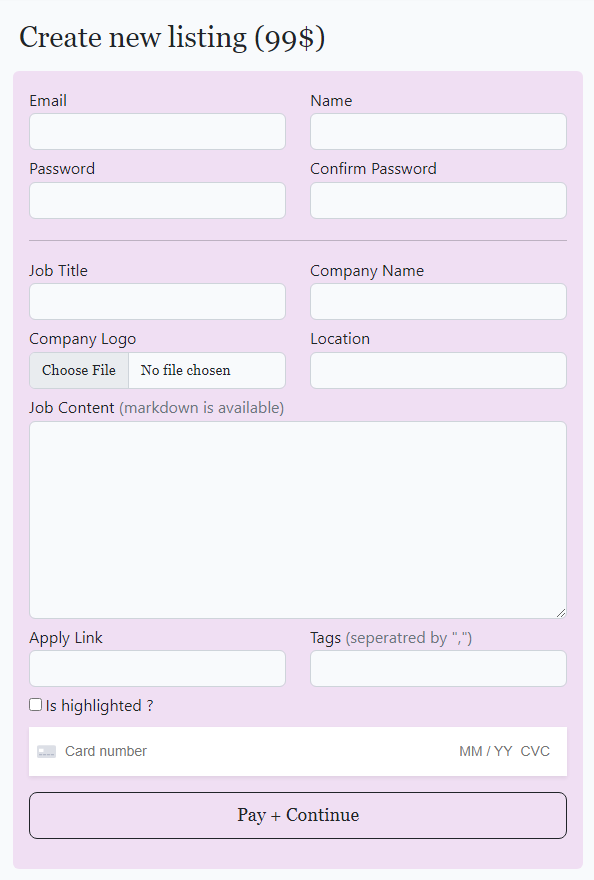 Create new listing (99$)
Email Name
Password Confirm Password
Job Title Company Name
Company Logo Location
Choose File No file chosen
Job Content (markdown is available)
Apply Link Tags (seperatred by ",")
Is highlighted ?
Card number MM / YY CVC
Pay + Continue